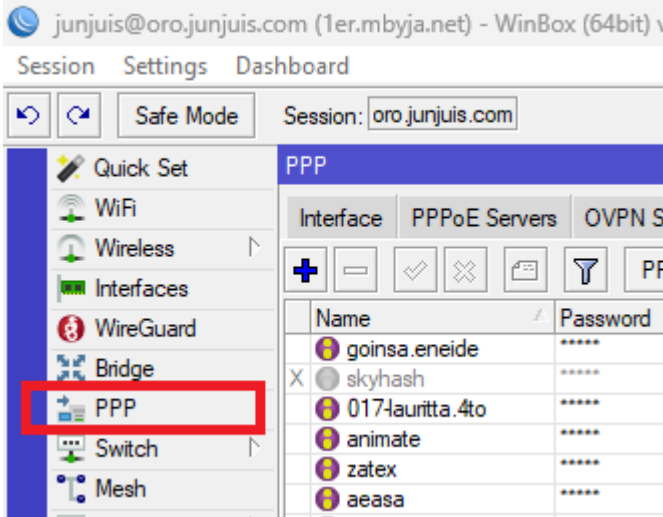 junjuis@oro.junjuis.com (1er.mbyja.net) - WinBox (64bit) v
Session Settings Dashboard
Safe Mode Session: oro.junjuis.com
Quick Set
WiFi
Wireless
Interfaces
WireGuard
Bridge
PPP
Switch
Mesh
PPP
Interface PPPoE Servers OVPN S
PP
Name Password
goinsa.eneide *****
X skyhash *****
017-lauritta.4to *****
animate *****
zatex *****
aeasa *****